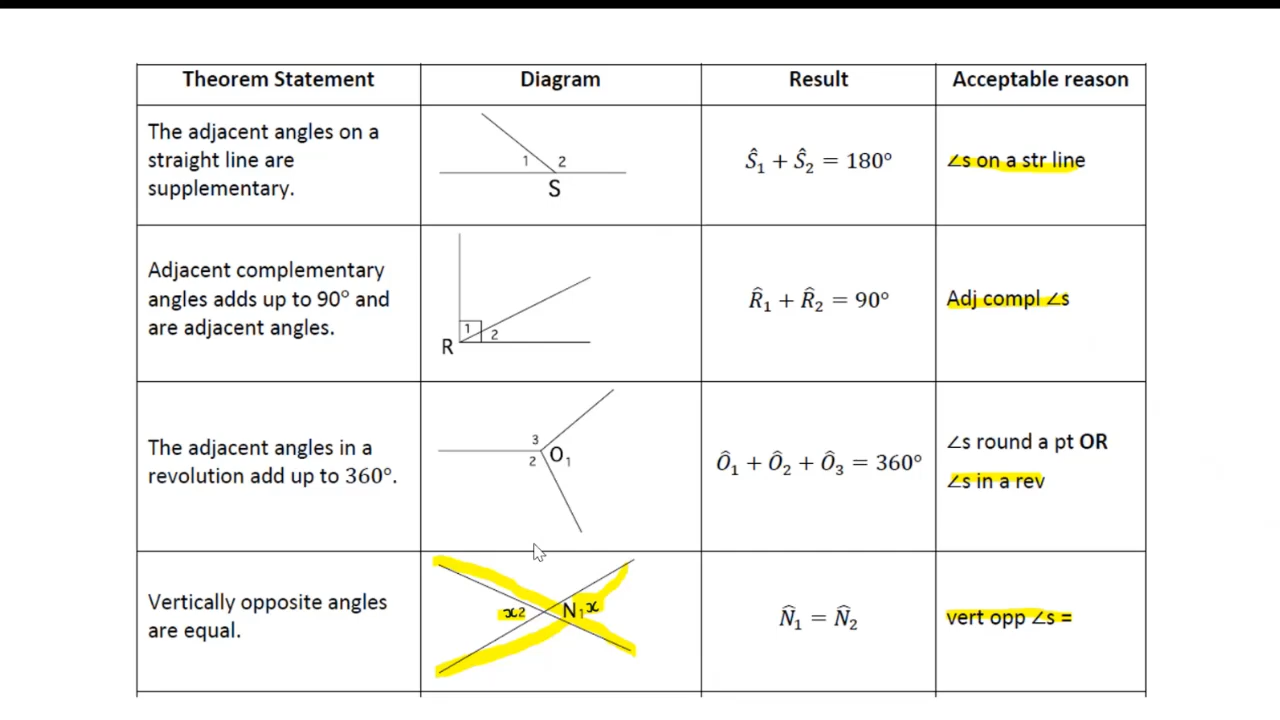 Theorem Statement Diagram Result Acceptable reason
The adjacent angles on a
straight line are
supplementary.
1 2
S
Ŝ₁ + Ŝ₂ = 180°
∠s on a str line
Adjacent complementary
angles adds up to 90° and
are adjacent angles.
1
2
R
R̂₁ + R̂₂ = 90°
Adj compl ∠s
The adjacent angles in a
revolution add up to 360°.
3
2 O₁
Ô₁ + Ô₂ + Ô₃ = 360°
∠s round a pt OR
∠s in a rev
Vertically opposite angles
are equal.
x2 N₁x
N̂₁ = N̂₂
vert opp ∠s =